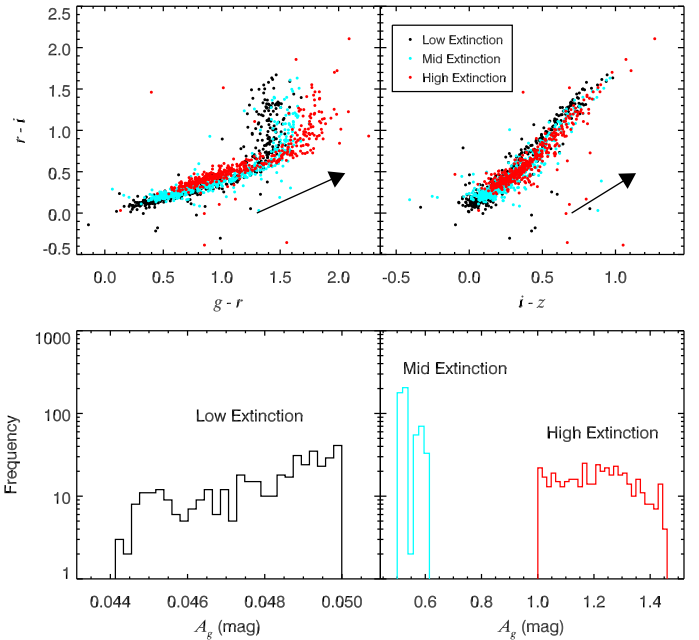 2.5
2.0
1.5
1.0
0.5
0.0
-0.5
r - i
Low Extinction
Mid Extinction
High Extinction
0.0 0.5 1.0 1.5 2.0
-0.5 0.0 0.5 1.0
g - r
i - z
1000
100
10
1
Frequency
Low Extinction
Mid Extinction
High Extinction
0.044 0.046 0.048 0.050
0.6 0.8 1.0 1.2 1.4
Ag (mag)
Ag (mag)